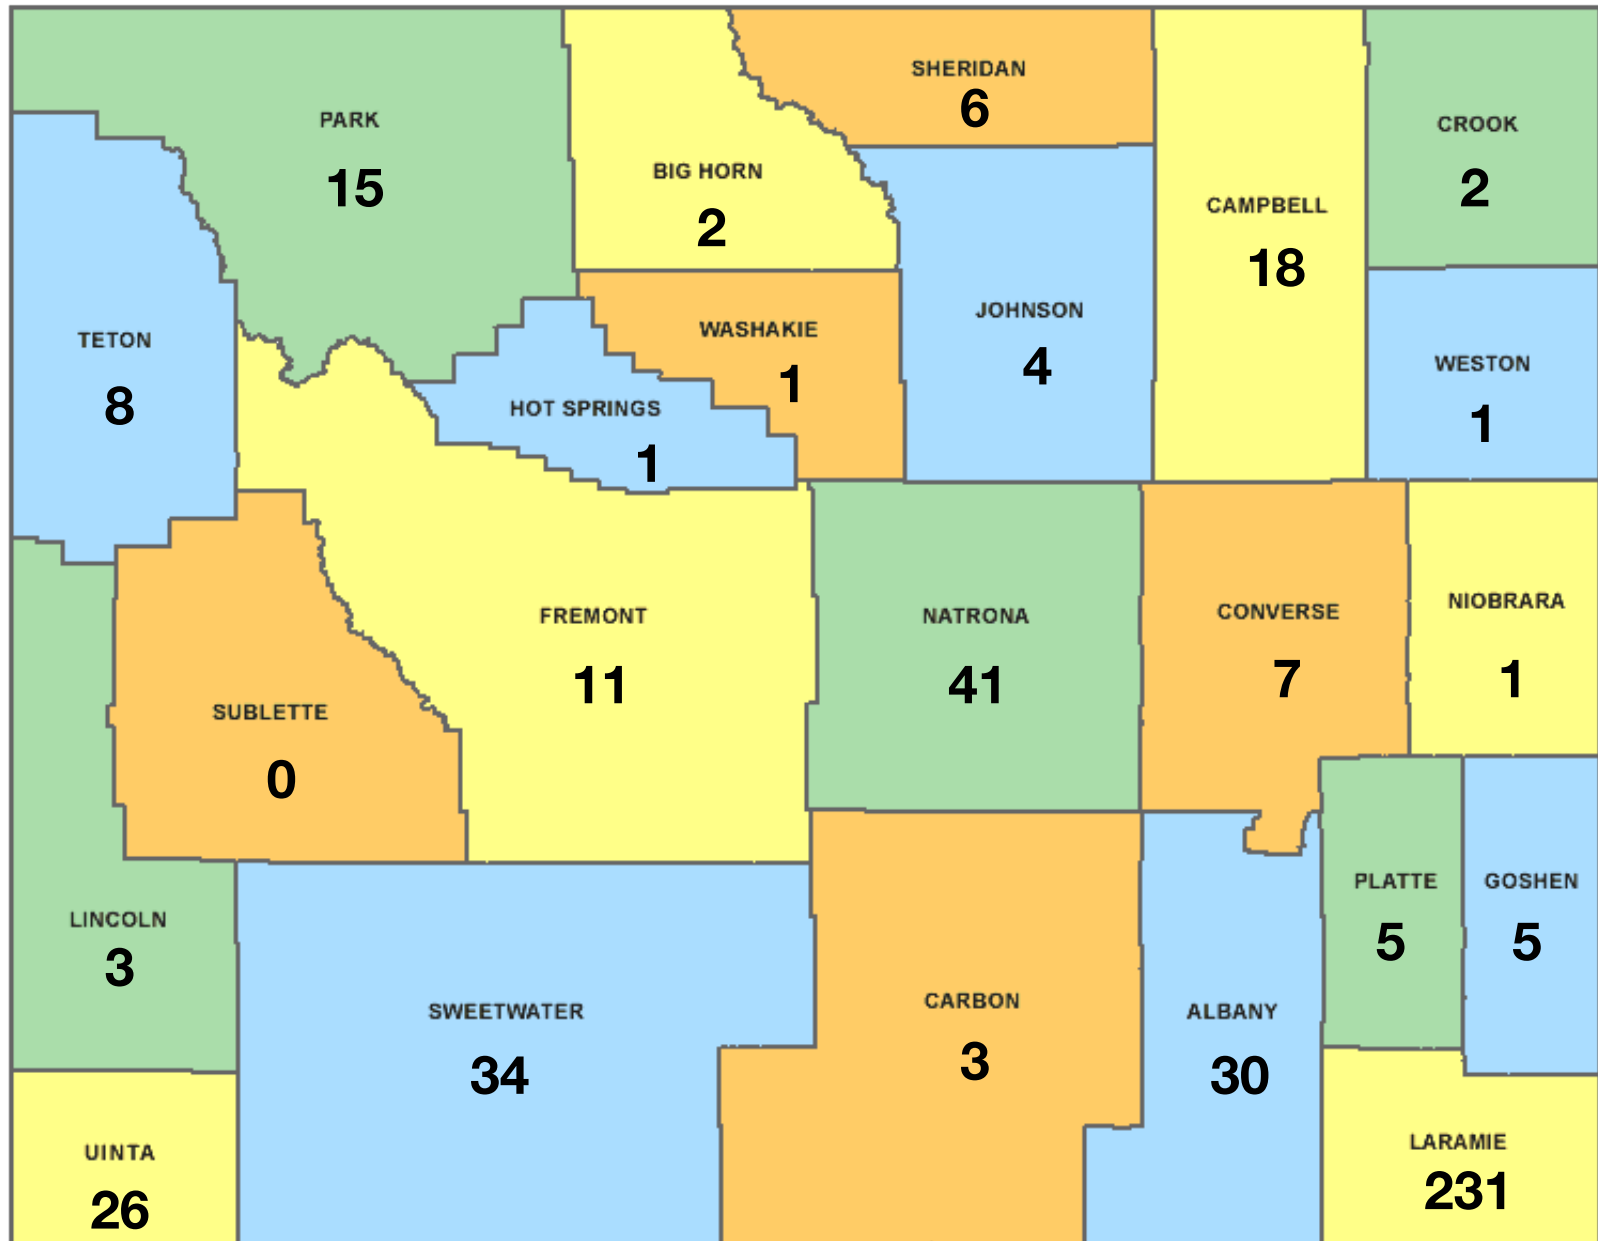 SHERIDAN
6
PARK
15
CROOK
2
BIG HORN
2
CAMPBELL
18
TETON
8
WASHAKIE
1
JOHNSON
4
WESTON
1
HOT SPRINGS
1
FREMONT
11
NATRONA
41
CONVERSE
7
NIOBRARA
1
SUBLETTE
0
LINCOLN
3
PLATTE
5
GOSHEN
5
SWEETWATER
34
CARBON
3
ALBANY
30
UINTA
26
LARAMIE
231